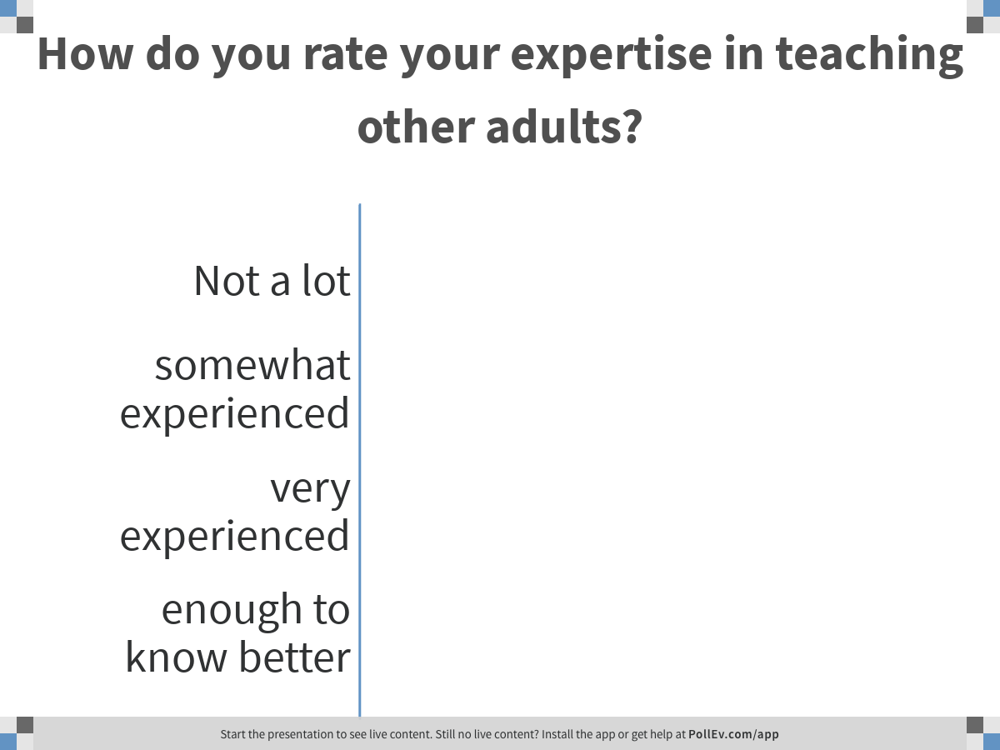 How do you rate your expertise in teaching
other adults?
Not a lot
somewhat
experienced
very
experienced
enough to
know better
Start the presentation to see live content. Still no live content? Install the app or get help at PollEv.com/app